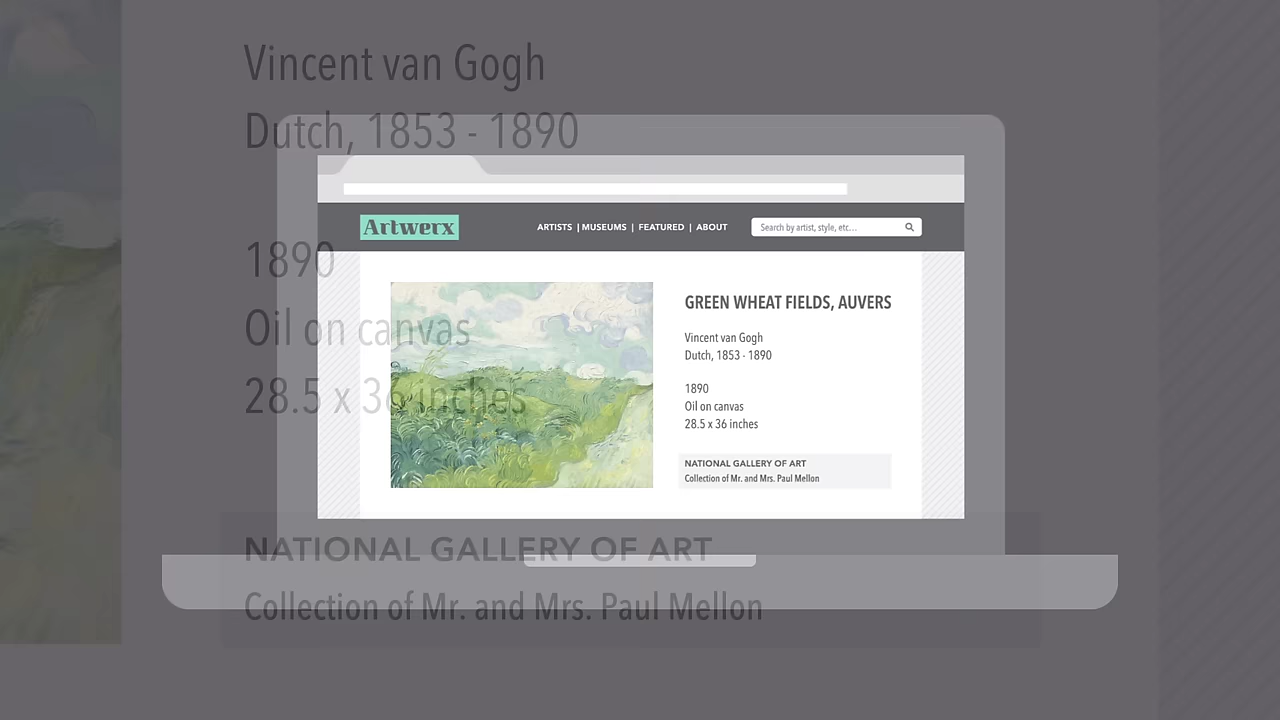 Vincent van Gogh
Dutch, 1853 - 1890
1890
Oil on canvas
28.5 x 36 inches
NATIONAL GALLERY OF ART
Collection of Mr. and Mrs. Paul Mellon
Artwerx
ARTISTS | MUSEUMS | FEATURED | ABOUT
Search by artist, style, etc...
GREEN WHEAT FIELDS, AUVERS
Vincent van Gogh
Dutch, 1853 - 1890
1890
Oil on canvas
28.5 x 36 inches
NATIONAL GALLERY OF ART
Collection of Mr. and Mrs. Paul Mellon